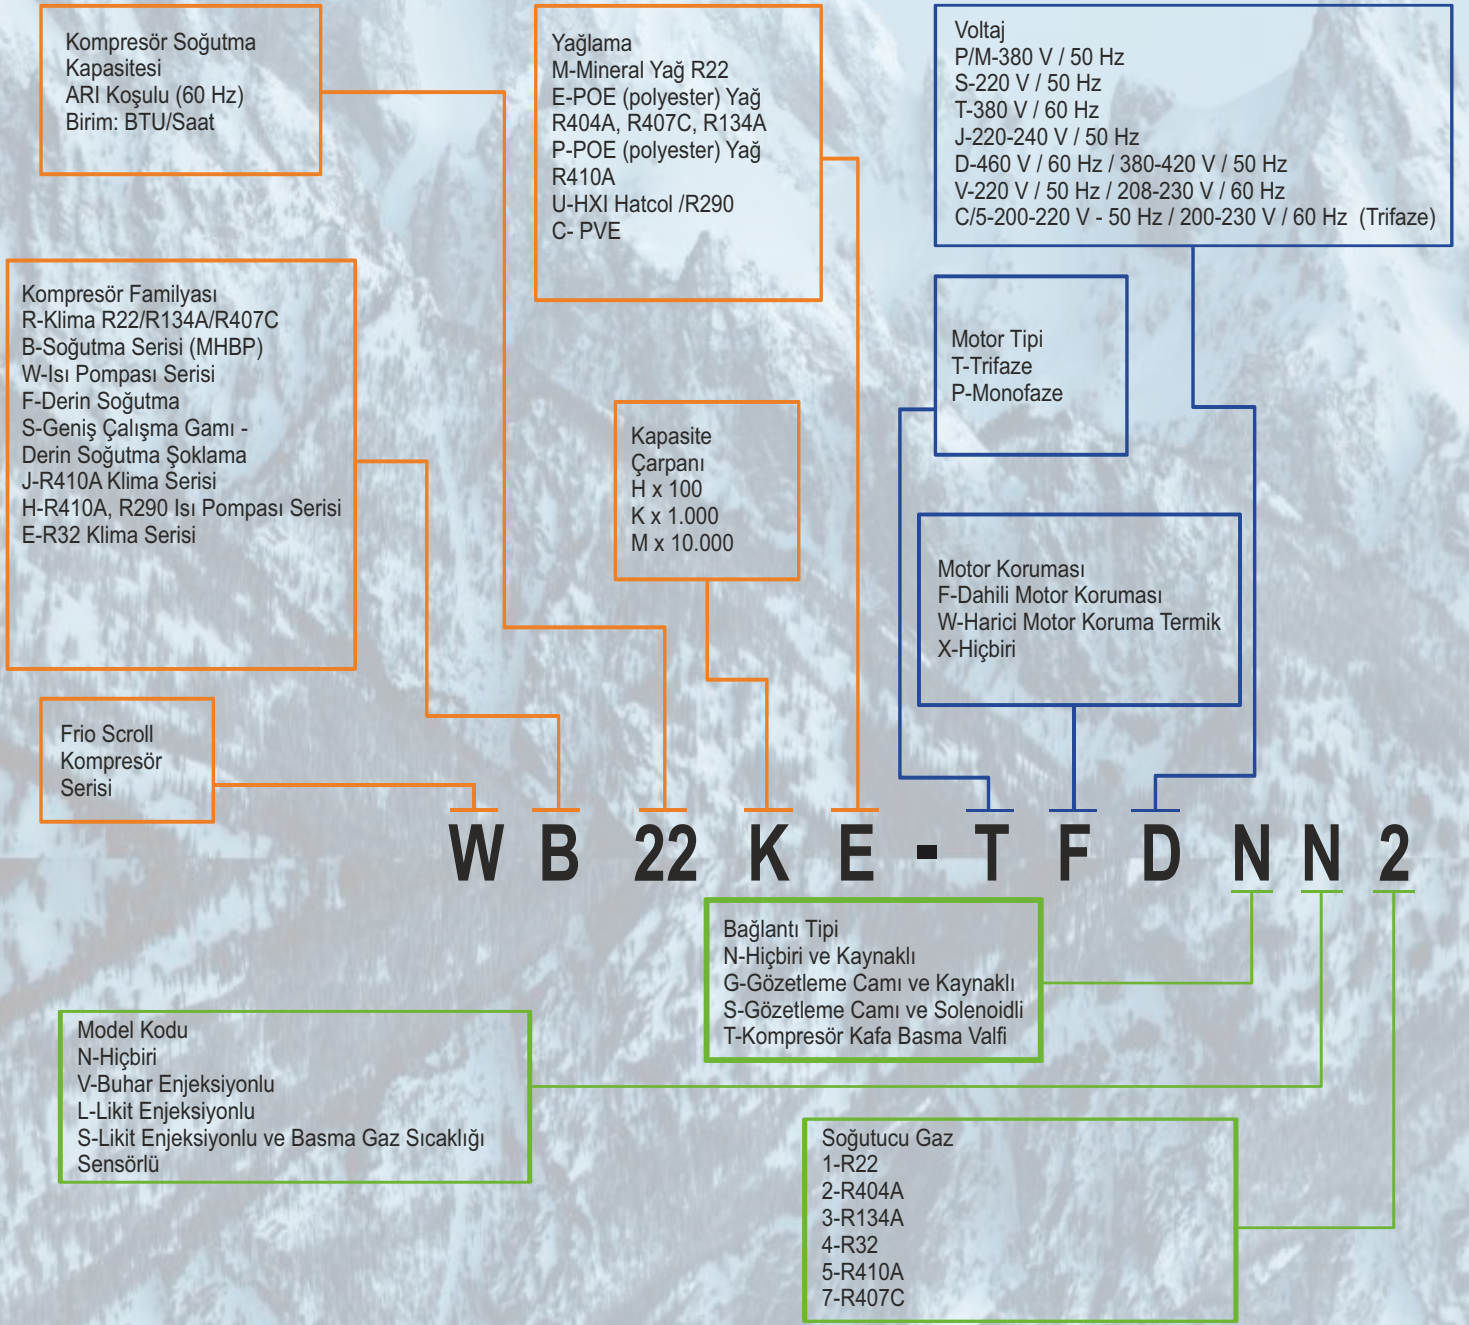 Kompresör Soğutma
Kapasitesi
ARI Koşulu (60 Hz)
Birim: BTU/Saat
Yağlama
M-Mineral Yağ R22
E-POE (polyester) Yağ
R404A, R407C, R134A
P-POE (polyester) Yağ
R410A
U-HXI Hatcol /R290
C- PVE
Voltaj
P/M-380 V / 50 Hz
S-220 V / 50 Hz
T-380 V / 60 Hz
J-220-240 V / 50 Hz
D-460 V / 60 Hz / 380-420 V / 50 Hz
V-220 V / 50 Hz / 208-230 V / 60 Hz
C/5-200-220 V - 50 Hz / 200-230 V / 60 Hz (Trifaze)
Kompresör Familyası
R-Klima R22/R134A/R407C
B-Soğutma Serisi (MHBP)
W-Isı Pompası Serisi
F-Derin Soğutma
S-Geniş Çalışma Gamı -
Derin Soğutma Şoklama
J-R410A Klima Serisi
H-R410A, R290 Isı Pompası Serisi
E-R32 Klima Serisi
Motor Tipi
T-Trifaze
P-Monofaze
Kapasite
Çarpanı
H x 100
K x 1.000
M x 10.000
Motor Koruması
F-Dahili Motor Koruması
W-Harici Motor Koruma Termik
X-Hiçbiri
Frio Scroll
Kompresör
Serisi
W B 22 K E - T F D N N 2
Bağlantı Tipi
N-Hiçbiri ve Kaynaklı
G-Gözetleme Camı ve Kaynaklı
S-Gözetleme Camı ve Solenoidli
T-Kompresör Kafa Basma Valfi
Model Kodu
N-Hiçbiri
V-Buhar Enjeksiyonlu
L-Likit Enjeksiyonlu
S-Likit Enjeksiyonlu ve Basma Gaz Sıcaklığı
Sensörlü
Soğutucu Gaz
1-R22
2-R404A
3-R134A
4-R32
5-R410A
7-R407C